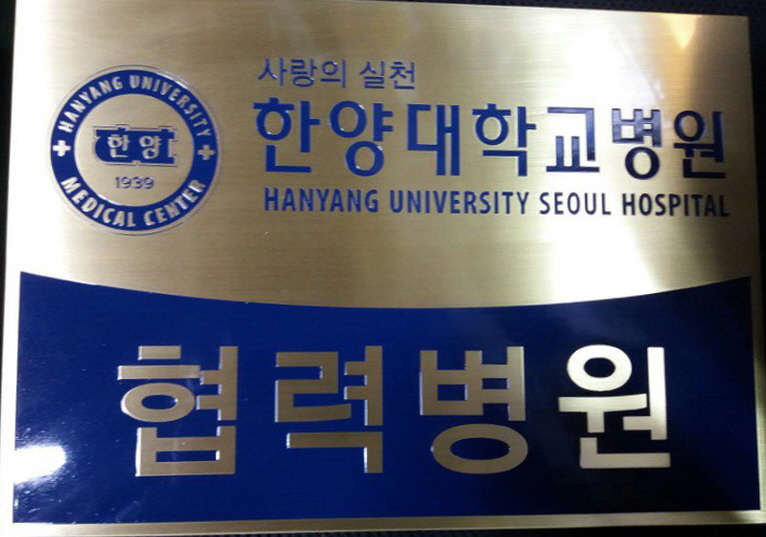 HANYANG UNIVERSITY
한양
1939
MEDICAL CENTER
사랑의 실천
한양대학교병원
HANYANG UNIVERSITY SEOUL HOSPITAL
협력병원